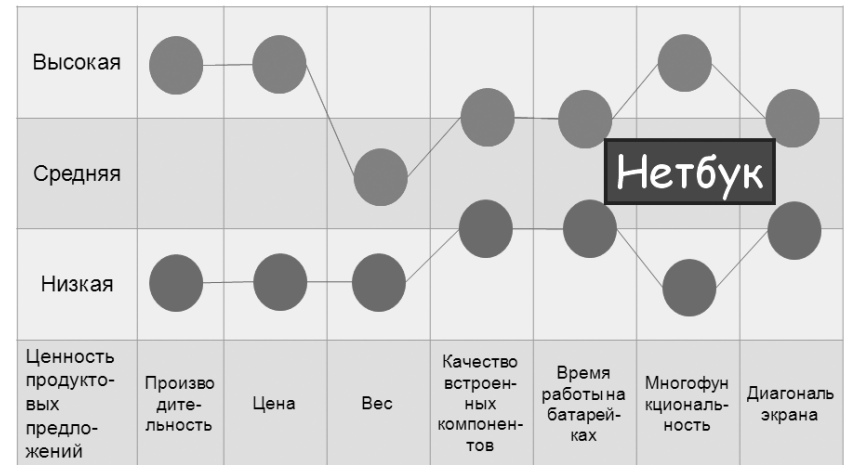 Высокая
Средняя
Нетбук
Низкая
Ценность
продукто-
вых
предло-
жений
Произво
дите-
льность
Цена
Вес
Качество
встроен-
ных
компонен-
тов
Время
работы на
батарей-
ках
Многофун
кциональ-
ность
Диагональ
экрана